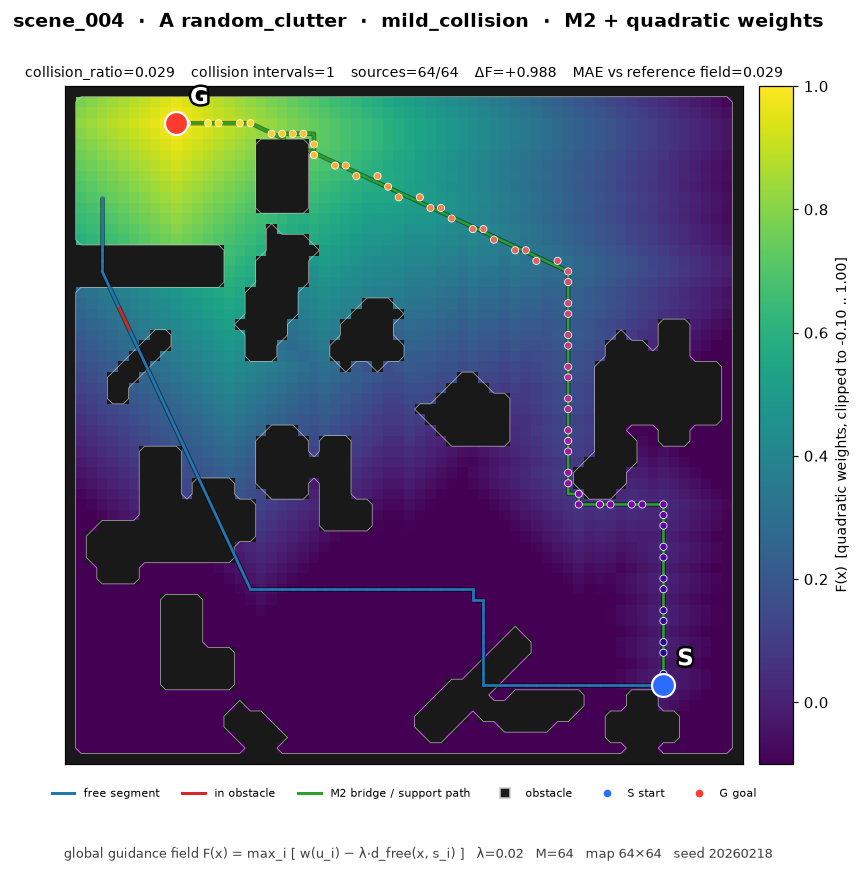 scene_004 · A random_clutter · mild_collision · M2 + quadratic weights
collision_ratio=0.029 collision intervals=1 sources=64/64 ΔF=+0.988 MAE vs reference field=0.029
G
S
1.0
0.8
0.6
0.4
0.2
0.0
F(x) [quadratic weights, clipped to -0.10 .. 1.00]
free segment
in obstacle
M2 bridge / support path
obstacle
S start
G goal
global guidance field F(x) = max_i [ w(u_i) − λ·d_free(x, s_i) ] λ=0.02 M=64 map 64×64 seed 20260218